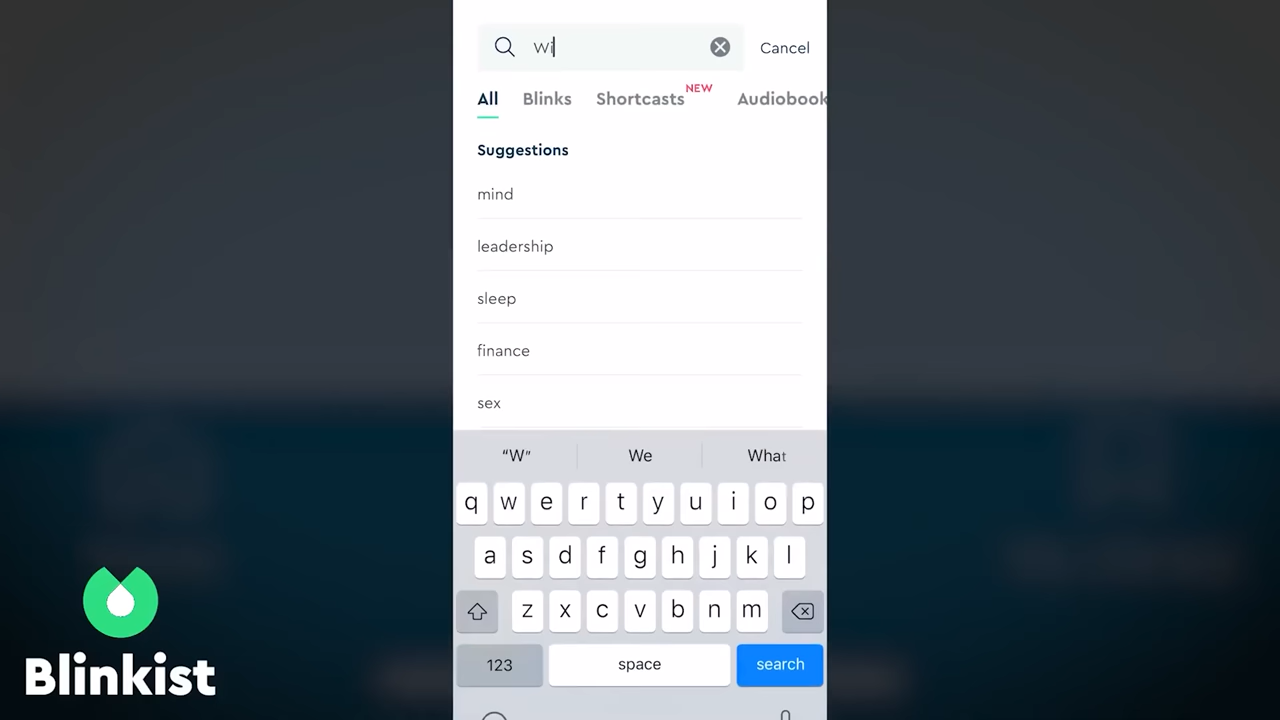 Wi
Cancel
All Blinks Shortcasts NEW Audiobook
Suggestions
mind
leadership
sleep
finance
sex
“W” We What
q w e r t y u i o p
a s d f g h j k l
z x c v b n m
123 space search
Blinkist